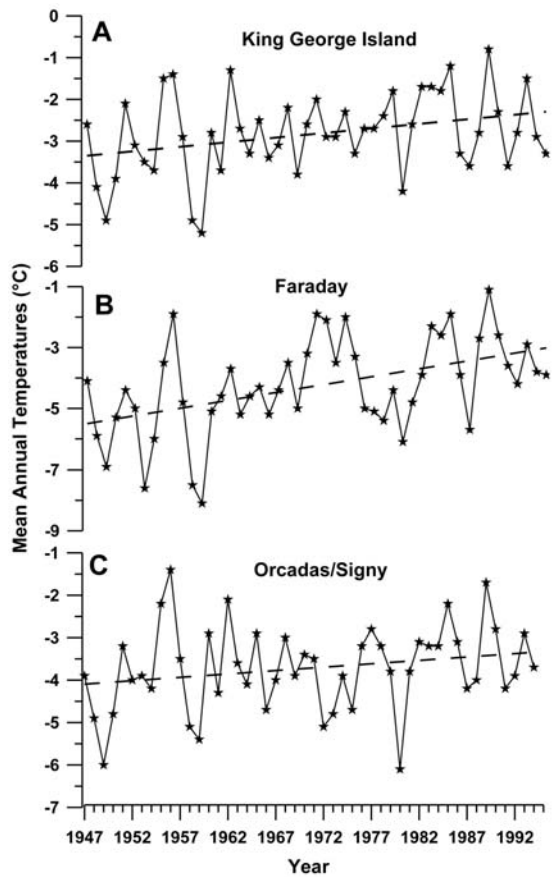 0
A
King George Island
-1
-2
-3
-4
-5
-6
-1
B
Faraday
-3
-5
-7
-9
Mean Annual Temperatures (°C)
-1
C
Orcadas/Signy
-2
-3
-4
-5
-6
-7
1947 1952 1957 1962 1967 1972 1977 1982 1987 1992
Year